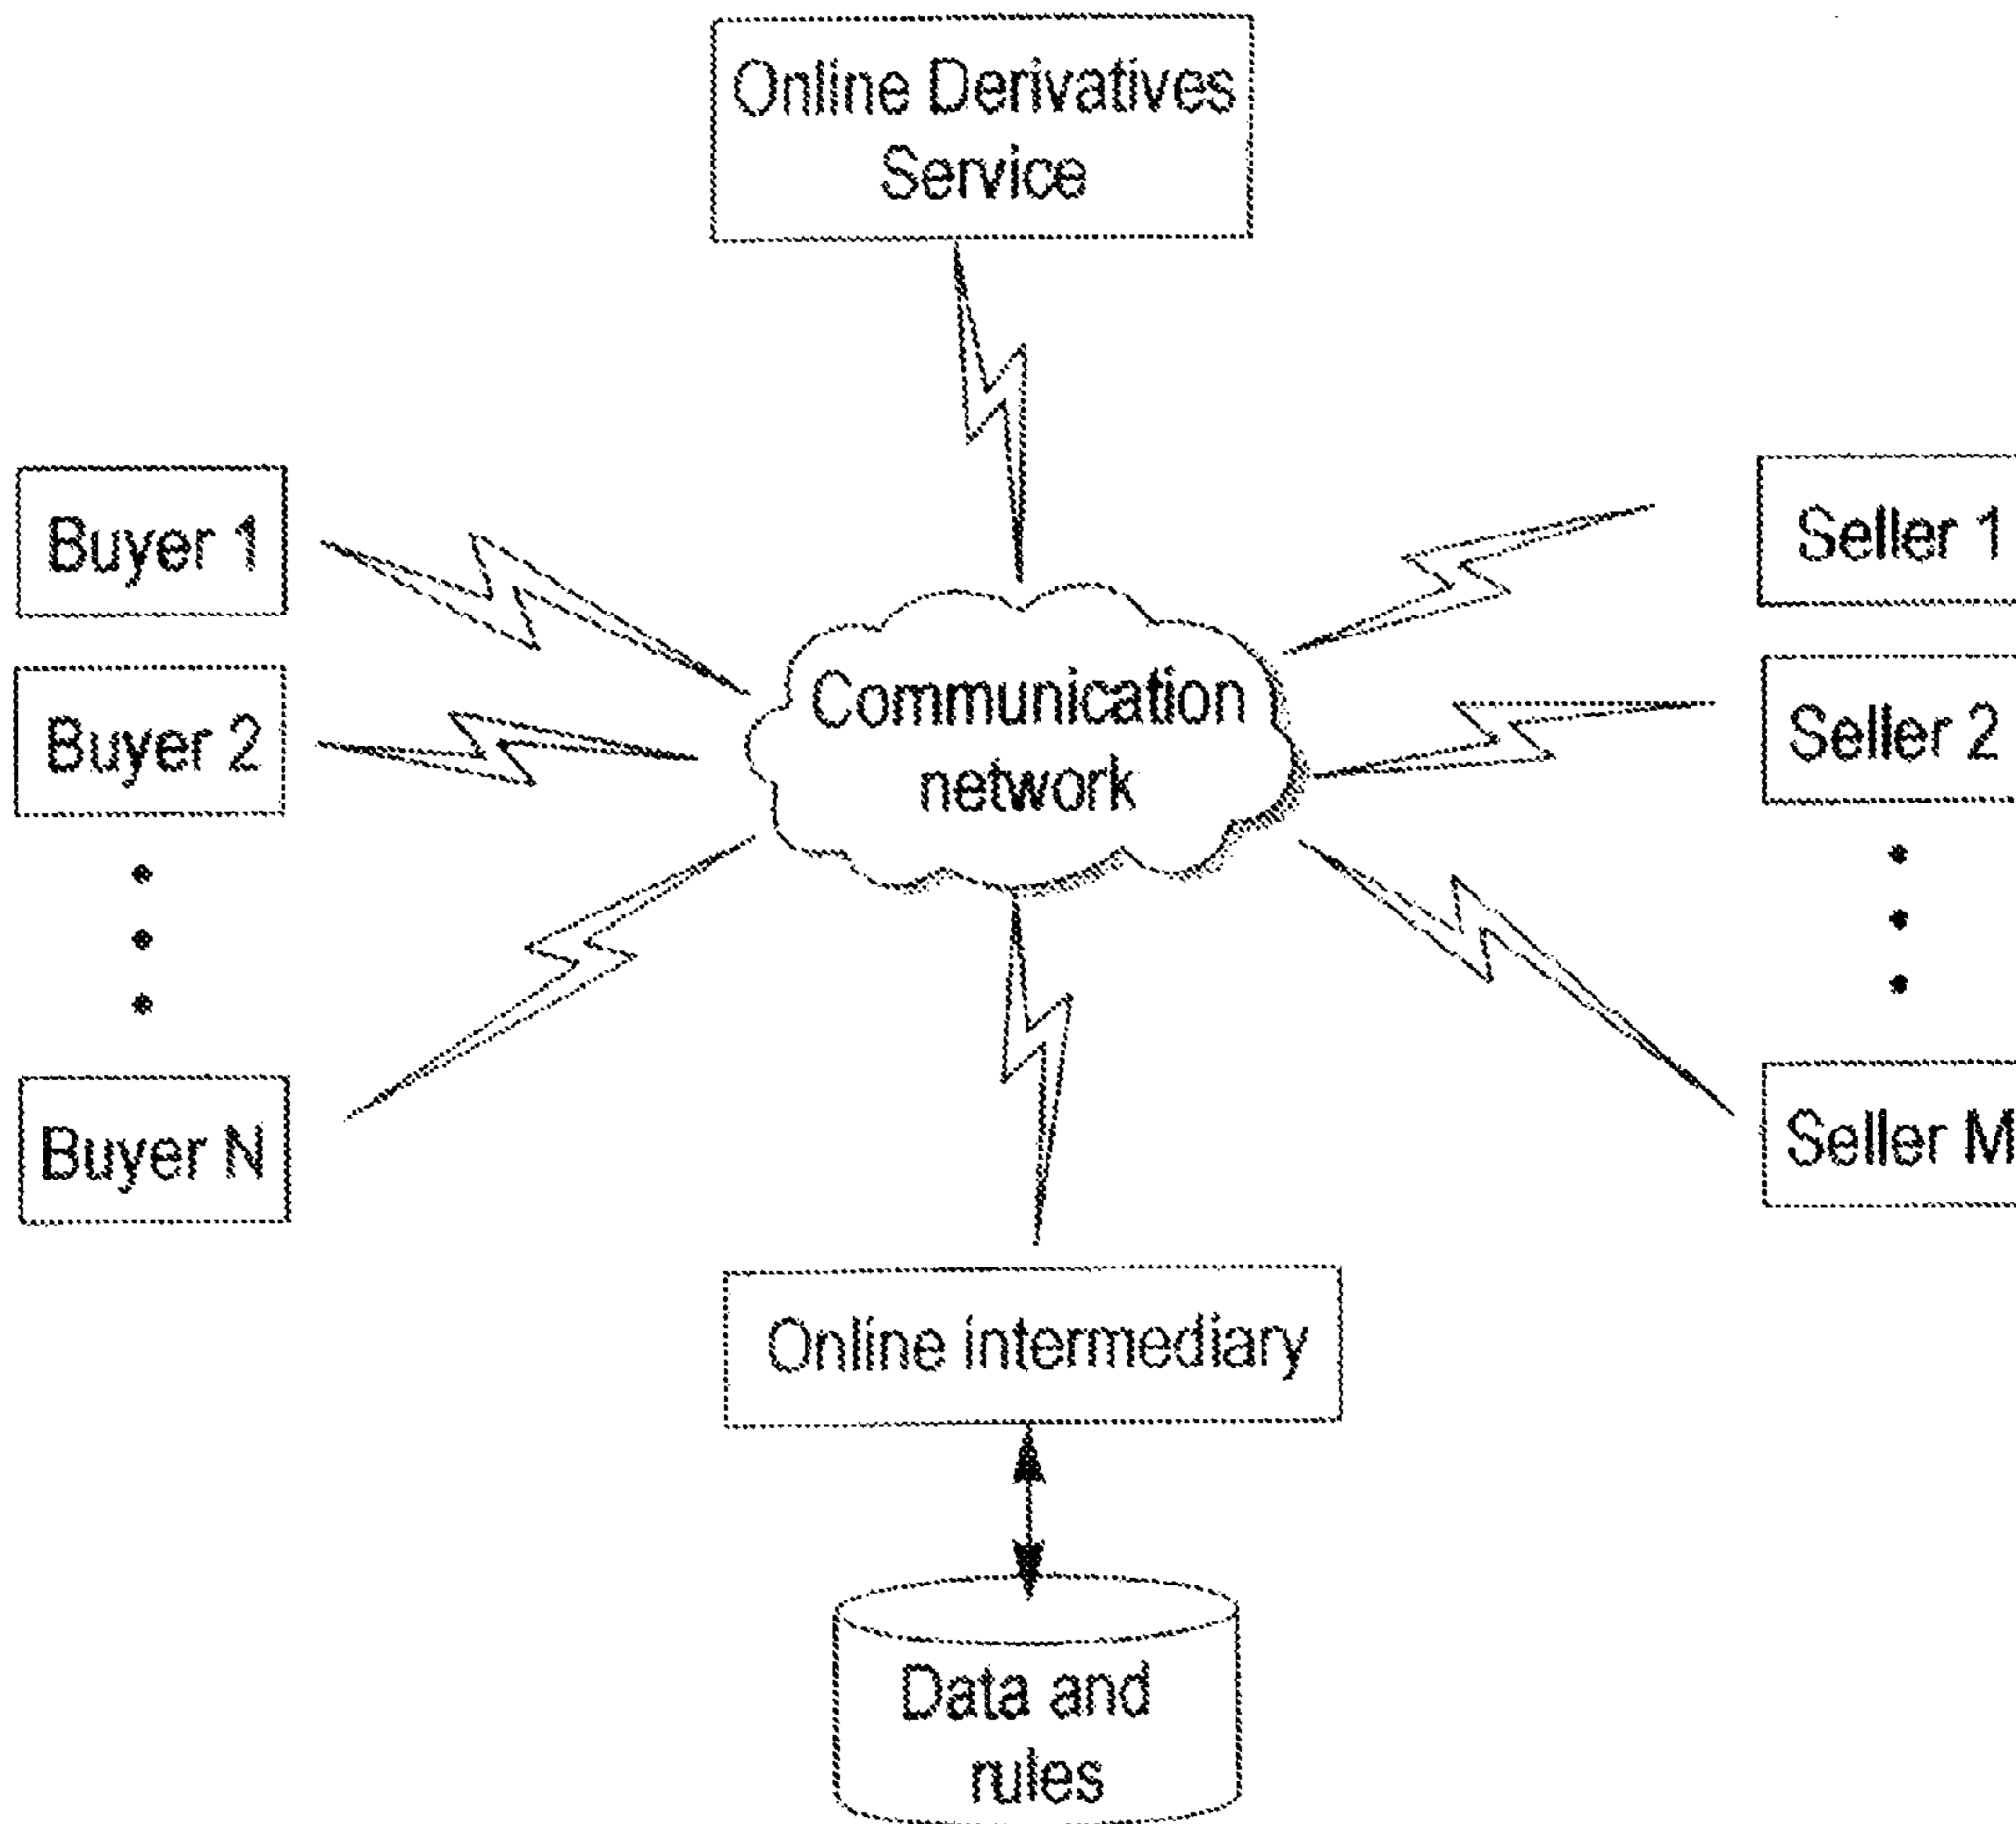 Online Derivatives
Service
Buyer 1
Seller 1
Communication
network
Buyer 2
Seller 2
Buyer N
Seller M
Online intermediary
Data and
rules